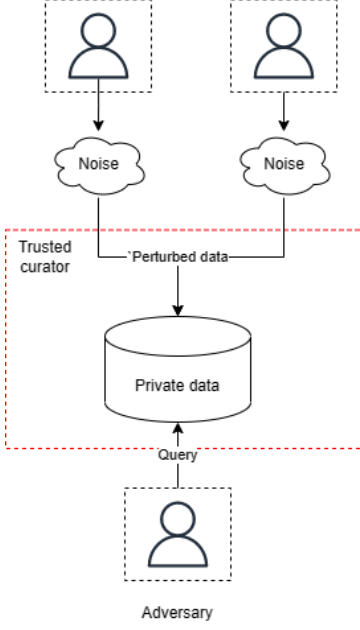 Noise
Noise
Trusted
curator
`Perturbed data
Private data
Query
Adversary